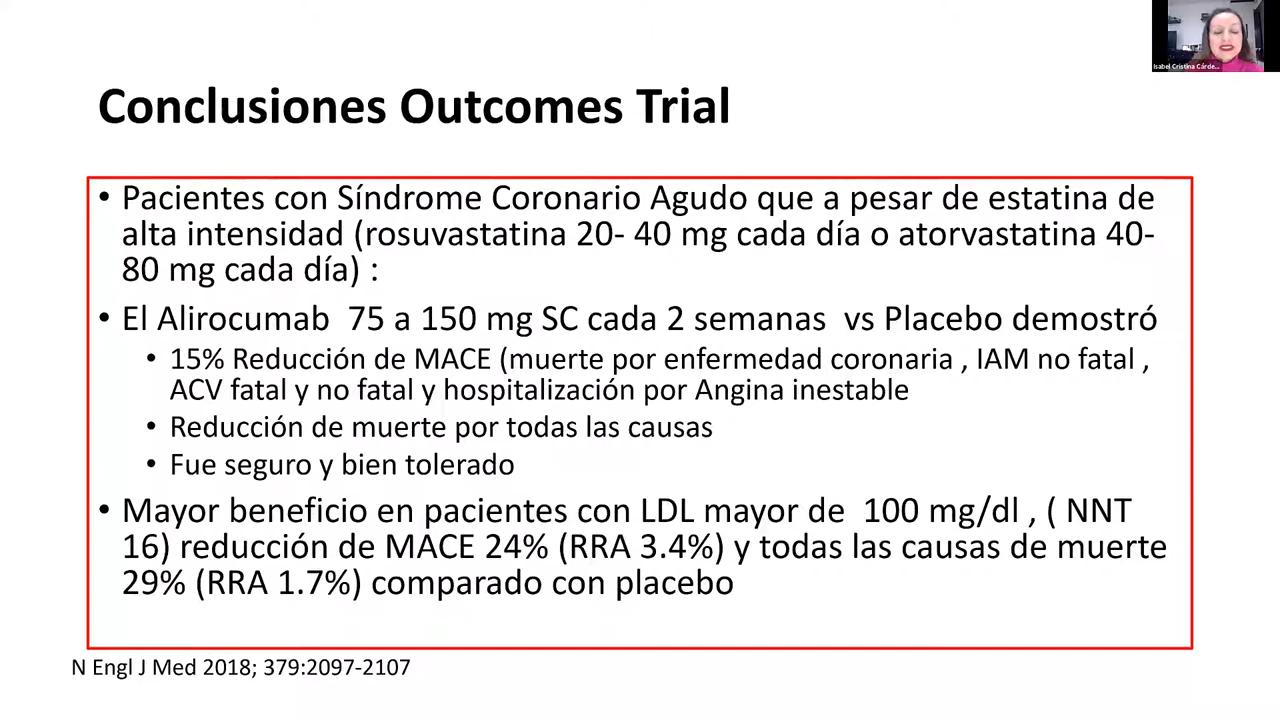 Isabel Cristina Cárde...
Conclusiones Outcomes Trial
• Pacientes con Síndrome Coronario Agudo que a pesar de estatina de
alta intensidad (rosuvastatina 20- 40 mg cada día o atorvastatina 40-
80 mg cada día) :
• El Alirocumab 75 a 150 mg SC cada 2 semanas vs Placebo demostró
• 15% Reducción de MACE (muerte por enfermedad coronaria , IAM no fatal ,
ACV fatal y no fatal y hospitalización por Angina inestable
• Reducción de muerte por todas las causas
• Fue seguro y bien tolerado
• Mayor beneficio en pacientes con LDL mayor de 100 mg/dl , ( NNT
16) reducción de MACE 24% (RRA 3.4%) y todas las causas de muerte
29% (RRA 1.7%) comparado con placebo
N Engl J Med 2018; 379:2097-2107